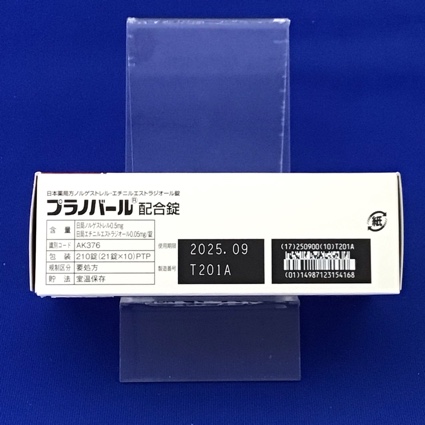 日本薬局方ノルゲストレル・エチニルエストラジオール錠
プラノバール® 配合錠
含量 日局ノルゲストレル0.5mg
日局エチニルエストラジオール0.05mg/錠
識別コード AK376
包装 210錠(21錠×10)PTP
規制区分 要処方
貯法 室温保存
使用期限 2025.09
製造番号 T201A
(17)250900(10)T201A
(01)14987123154168
紙